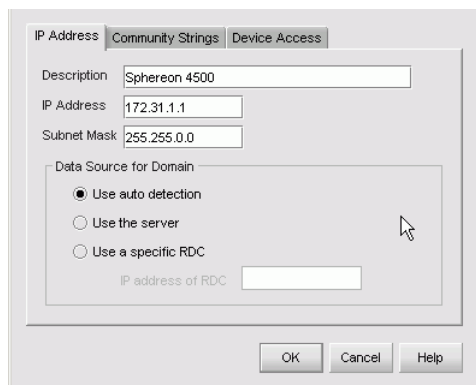 IP Address Community Strings Device Access
Description Sphereon 4500
IP Address 172.31.1.1
Subnet Mask 255.255.0.0
Data Source for Domain
Use auto detection
Use the server
Use a specific RDC
IP address of RDC
OK Cancel Help